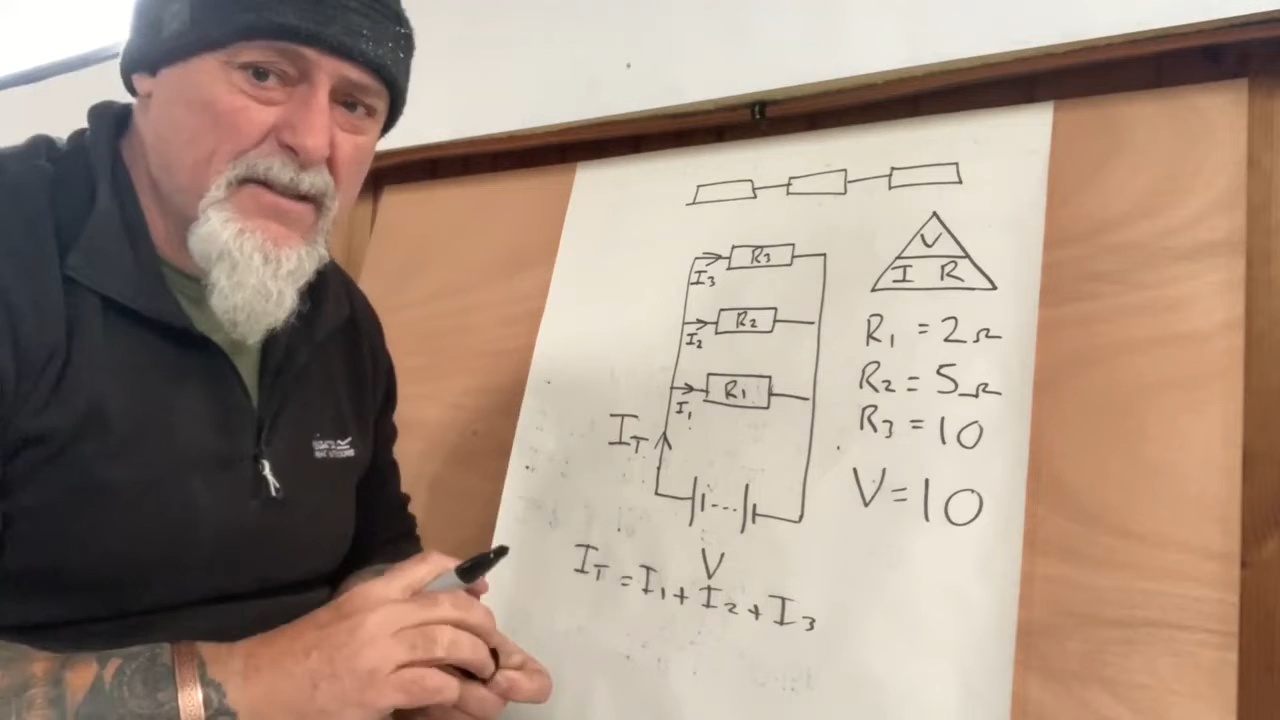 R3
I3
R2
I2
R1
I1
IT
V
IT = I1 + I2 + I3
V
I R
R1 = 2Ω
R2 = 5Ω
R3 = 10
V = 10